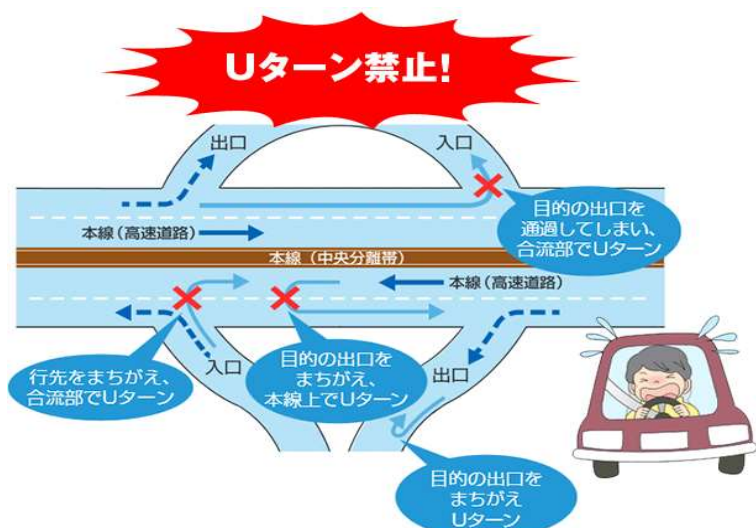 Uターン禁止!
出口
入口
目的の出口を
通過してしまい、
合流部でUターン
本線(高速道路)
本線(中央分離帯)
本線(高速道路)
行先をまちがえ、
合流部でUターン
入口
目的の出口を
まちがえ、
本線上でUターン
出口
目的の出口を
まちがえ
Uターン